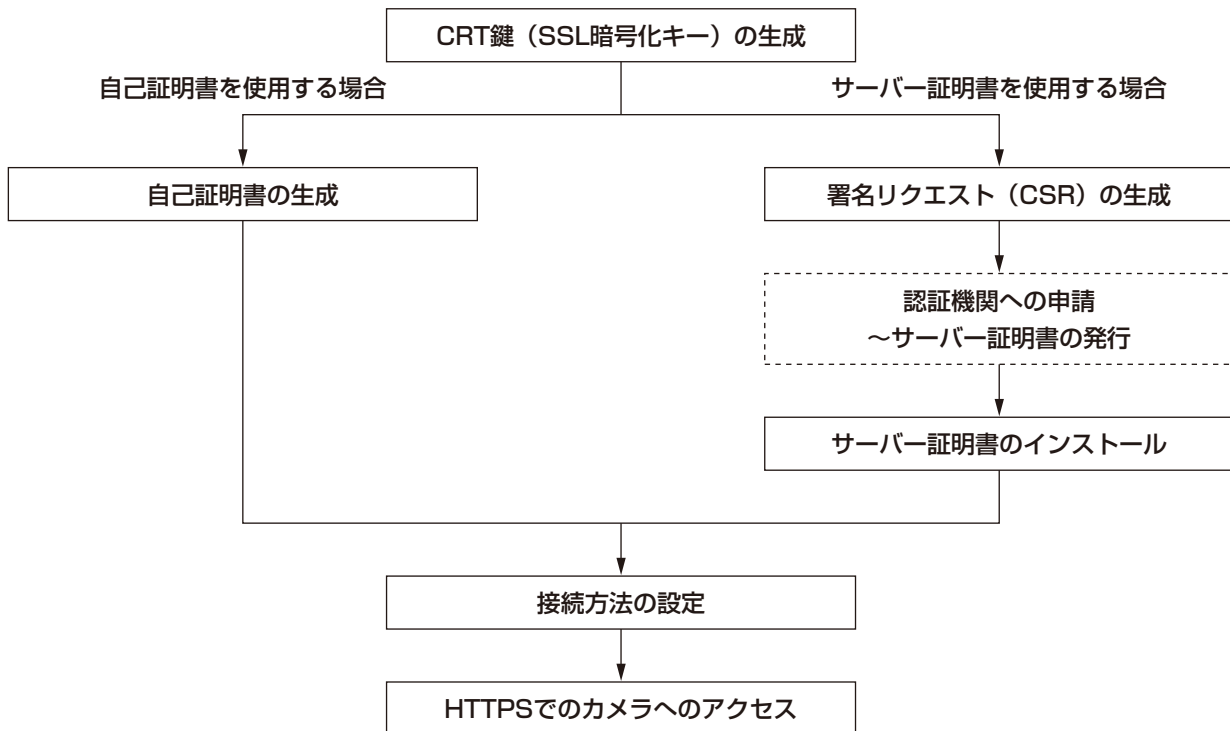 CRT鍵（SSL暗号化キー）の生成
自己証明書を使用する場合
サーバー証明書を使用する場合
自己証明書の生成
署名リクエスト（CSR）の生成
認証機関への申請
～サーバー証明書の発行
サーバー証明書のインストール
接続方法の設定
HTTPSでのカメラへのアクセス